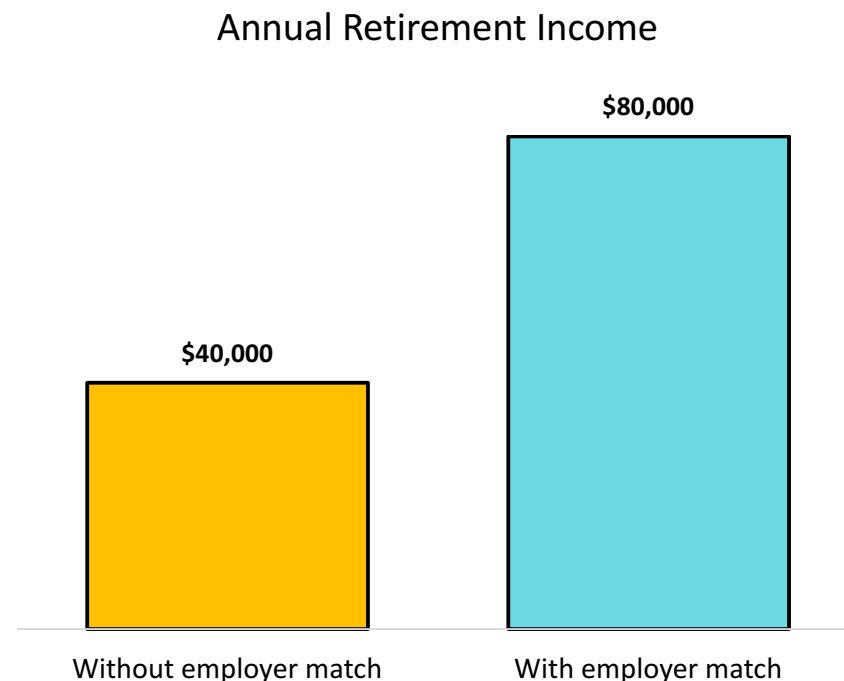 Annual Retirement Income
$80,000
$40,000
Without employer match
With employer match